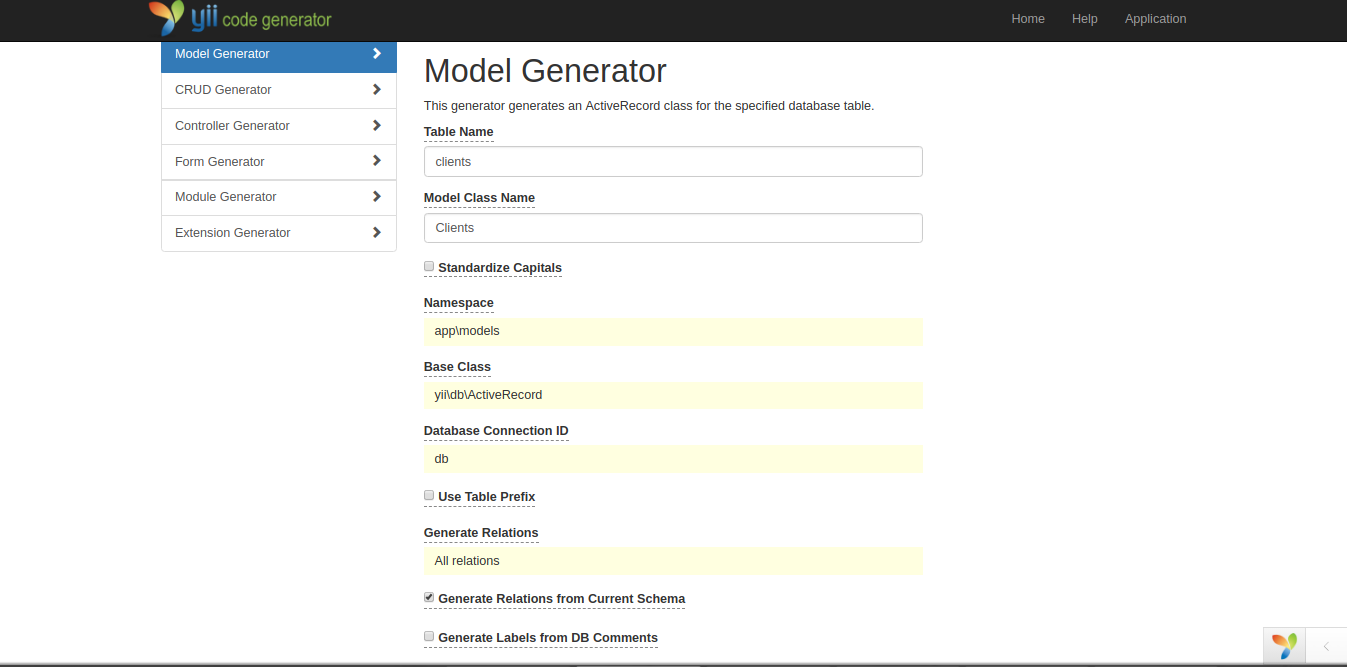 yii code generator
Home Help Application
Model Generator
CRUD Generator
Controller Generator
Form Generator
Module Generator
Extension Generator
Model Generator
This generator generates an ActiveRecord class for the specified database table.
Table Name
clients
Model Class Name
Clients
Standardize Capitals
Namespace
app\models
Base Class
yii\db\ActiveRecord
Database Connection ID
db
Use Table Prefix
Generate Relations
All relations
Generate Relations from Current Schema
Generate Labels from DB Comments